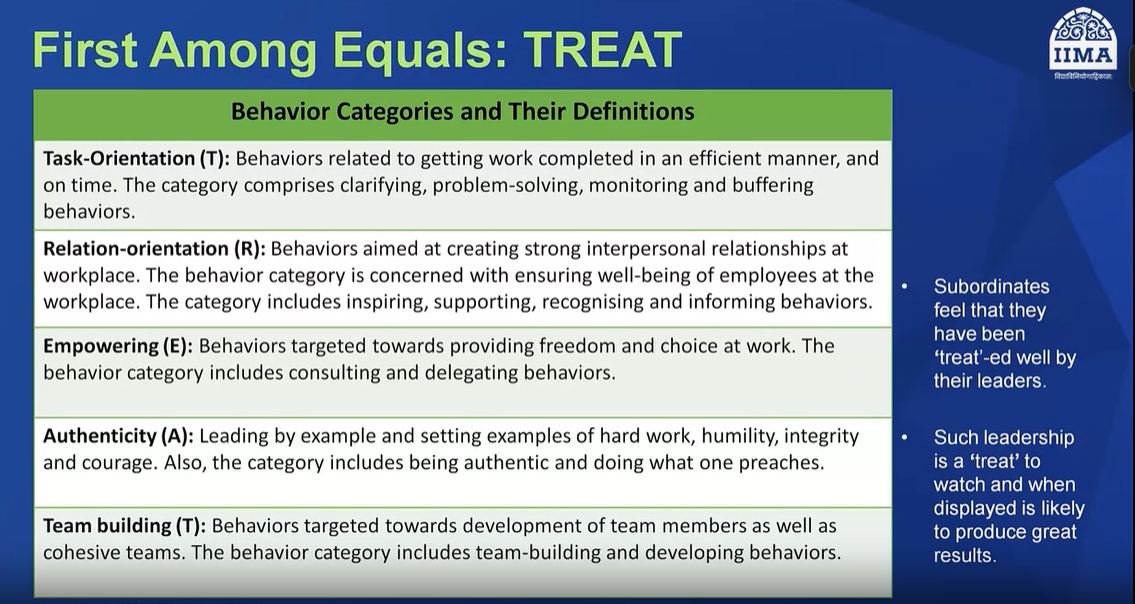 First Among Equals: TREAT
IIMA
विद्याविनियोगाद्विकासः
Behavior Categories and Their Definitions
Task-Orientation (T): Behaviors related to getting work completed in an efficient manner, and
on time. The category comprises clarifying, problem-solving, monitoring and buffering
behaviors.
Relation-orientation (R): Behaviors aimed at creating strong interpersonal relationships at
workplace. The behavior category is concerned with ensuring well-being of employees at the
workplace. The category includes inspiring, supporting, recognising and informing behaviors.
Empowering (E): Behaviors targeted towards providing freedom and choice at work. The
behavior category includes consulting and delegating behaviors.
Authenticity (A): Leading by example and setting examples of hard work, humility, integrity
and courage. Also, the category includes being authentic and doing what one preaches.
Team building (T): Behaviors targeted towards development of team members as well as
cohesive teams. The behavior category includes team-building and developing behaviors.
• Subordinates
feel that they
have been
‘treat’-ed well by
their leaders.
• Such leadership
is a ‘treat’ to
watch and when
displayed is likely
to produce great
results.